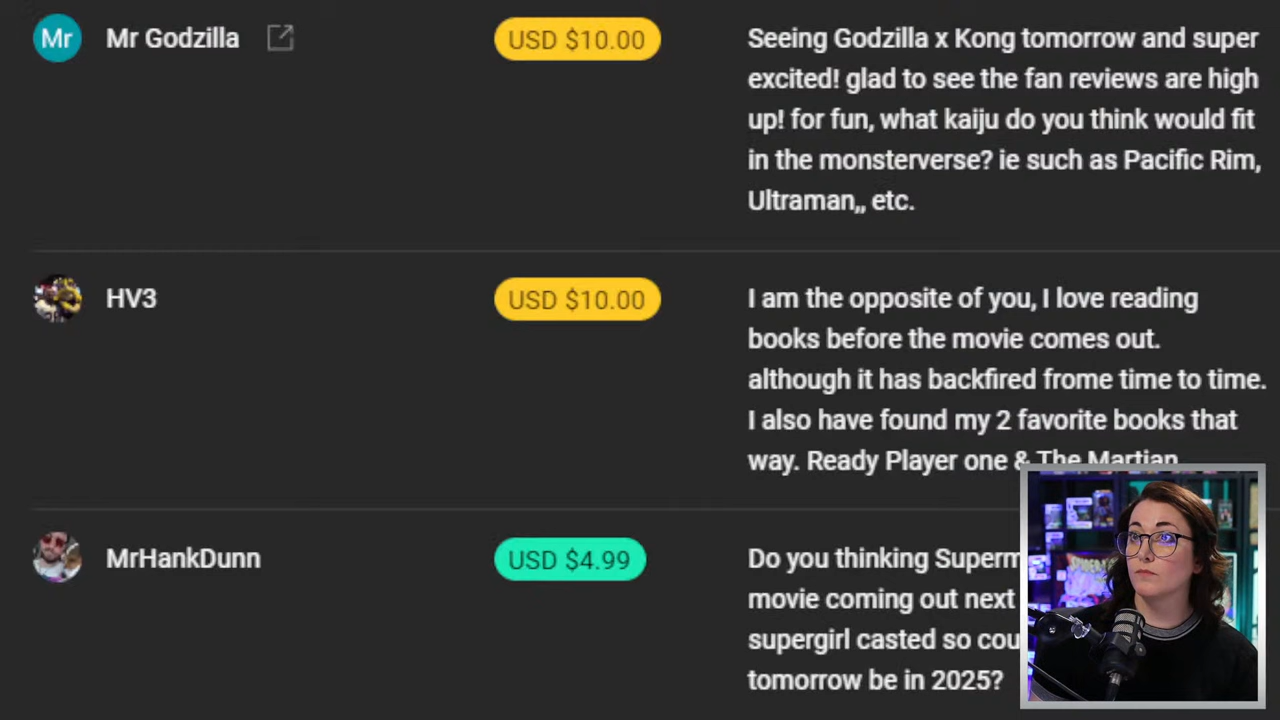 Mr
Mr Godzilla
USD $10.00
Seeing Godzilla x Kong tomorrow and super
excited! glad to see the fan reviews are high
up! for fun, what kaiju do you think would fit
in the monsterverse? ie such as Pacific Rim,
Ultraman,, etc.
HV3
USD $10.00
I am the opposite of you, I love reading
books before the movie comes out.
although it has backfired frome time to time.
I also have found my 2 favorite books that
way. Ready Player one & The Martian
MrHankDunn
USD $4.99
Do you thinking
movie coming out next
supergirl casted so
tomorrow be in 2025?